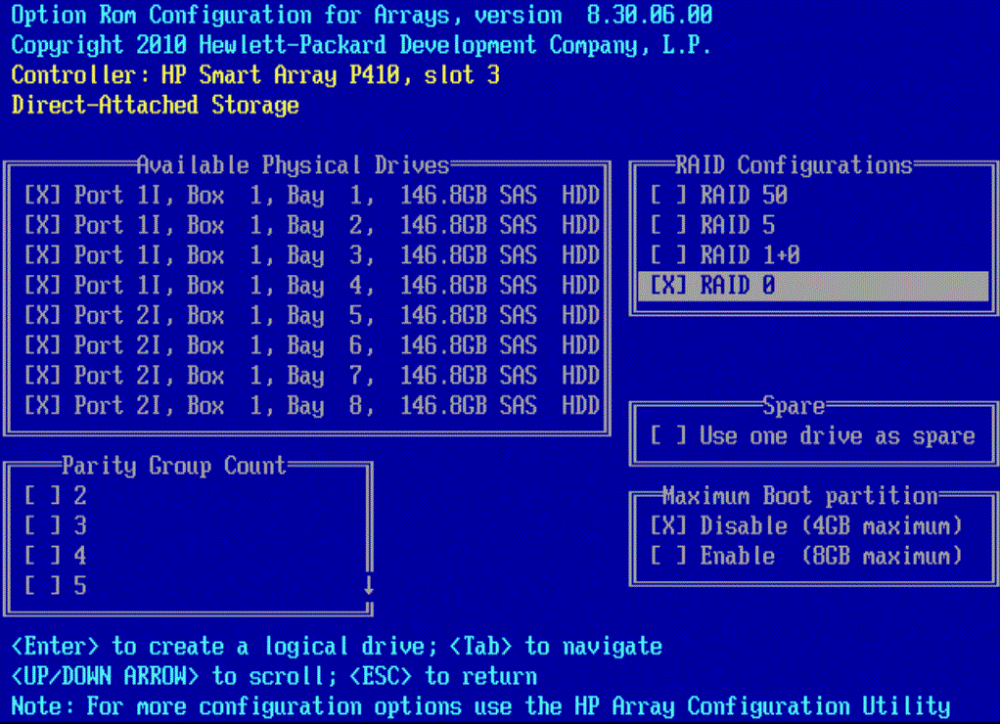 Option Rom Configuration for Arrays, version  8.30.06.00
Copyright 2010 Hewlett-Packard Development Company, L.P.
Controller: HP Smart Array P410, slot 3
Direct-Attached Storage
Available Physical Drives
[X] Port 1I, Box  1, Bay  1,  146.8GB SAS  HDD
[X] Port 1I, Box  1, Bay  2,  146.8GB SAS  HDD
[X] Port 1I, Box  1, Bay  3,  146.8GB SAS  HDD
[X] Port 1I, Box  1, Bay  4,  146.8GB SAS  HDD
[X] Port 2I, Box  1, Bay  5,  146.8GB SAS  HDD
[X] Port 2I, Box  1, Bay  6,  146.8GB SAS  HDD
[X] Port 2I, Box  1, Bay  7,  146.8GB SAS  HDD
[X] Port 2I, Box  1, Bay  8,  146.8GB SAS  HDD
RAID Configurations
[ ] RAID 50
[ ] RAID 5
[ ] RAID 1+0
[X] RAID 0
Spare
[ ] Use one drive as spare
Parity Group Count
[ ] 2
[ ] 3
[ ] 4
[ ] 5
Maximum Boot partition
[X] Disable (4GB maximum)
[ ] Enable  (8GB maximum)
<Enter> to create a logical drive; <Tab> to navigate
<UP/DOWN ARROW> to scroll; <ESC> to return
Note: For more configuration options use the HP Array Configuration Utility